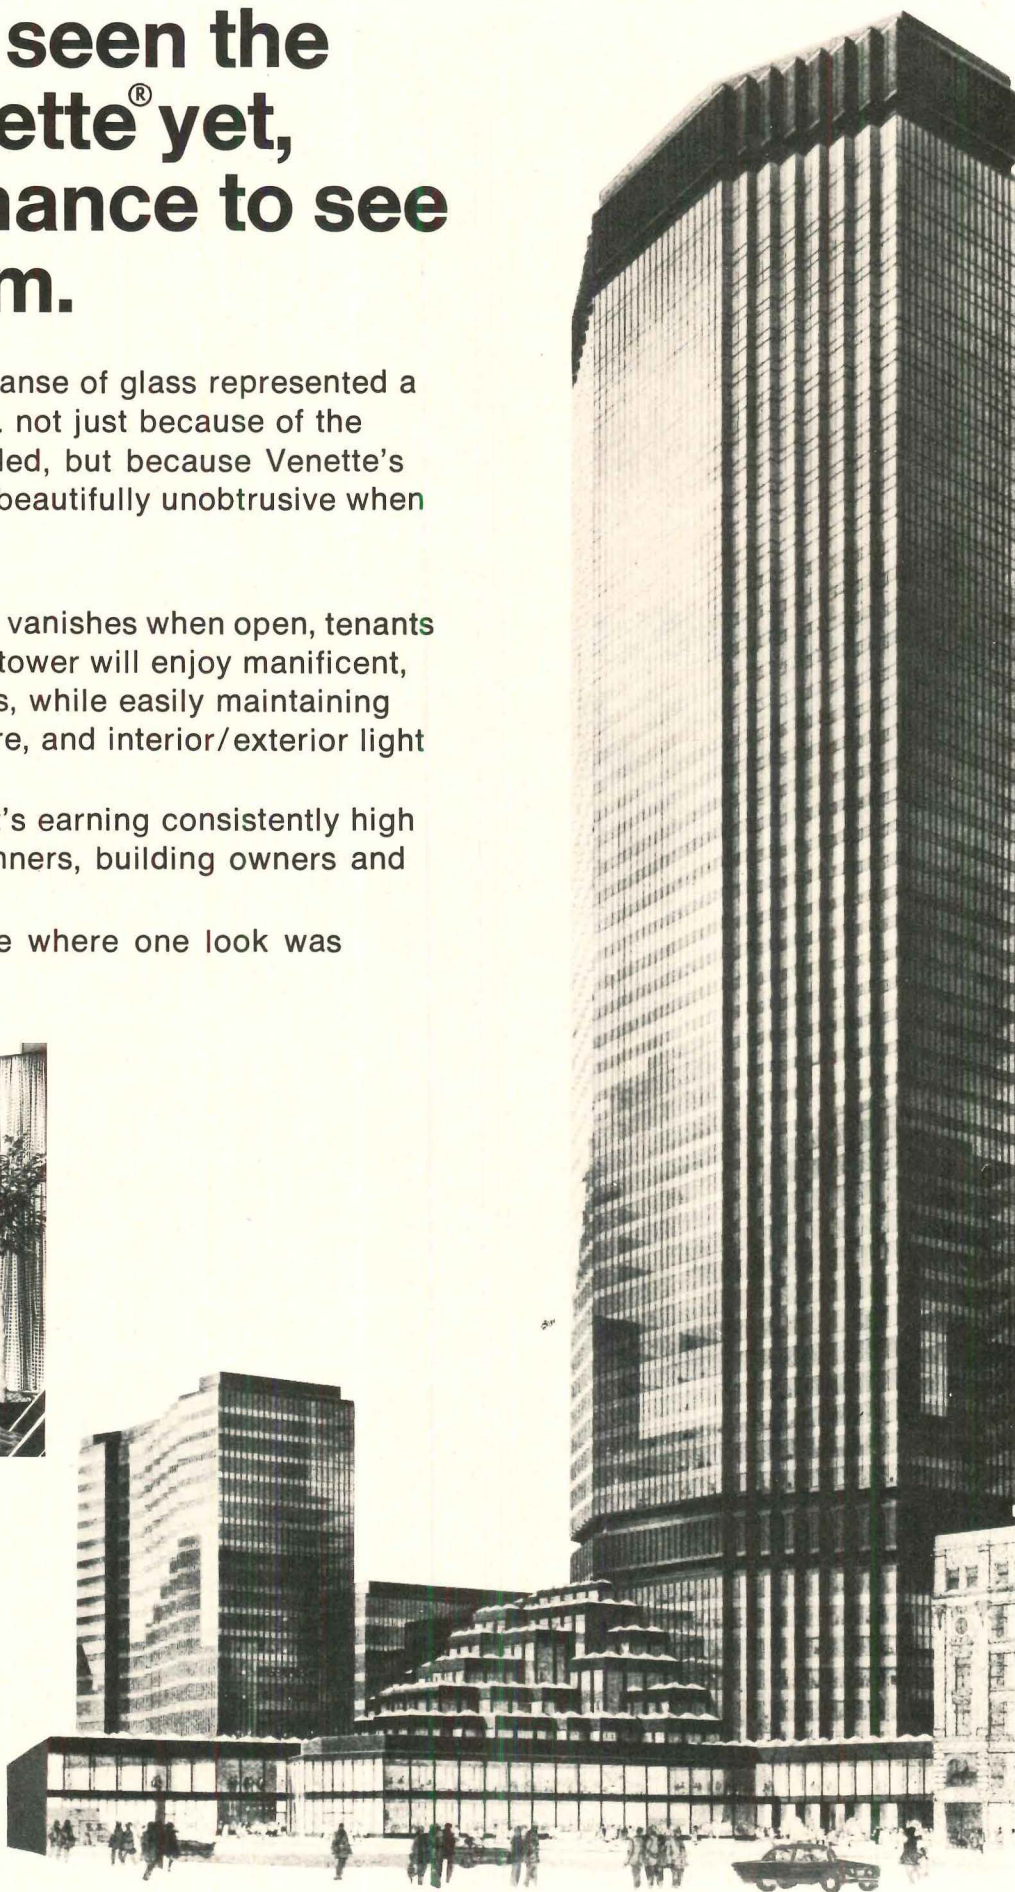 seen the
ette® yet,
ance to see
m.
anse of glass represented a
. not just because of the
led, but because Venette's
beautifully unobtrusive when
vanishes when open, tenants
tower will enjoy manificent,
s, while easily maintaining
re, and interior/exterior light
's earning consistently high
nners, building owners and
e where one look was